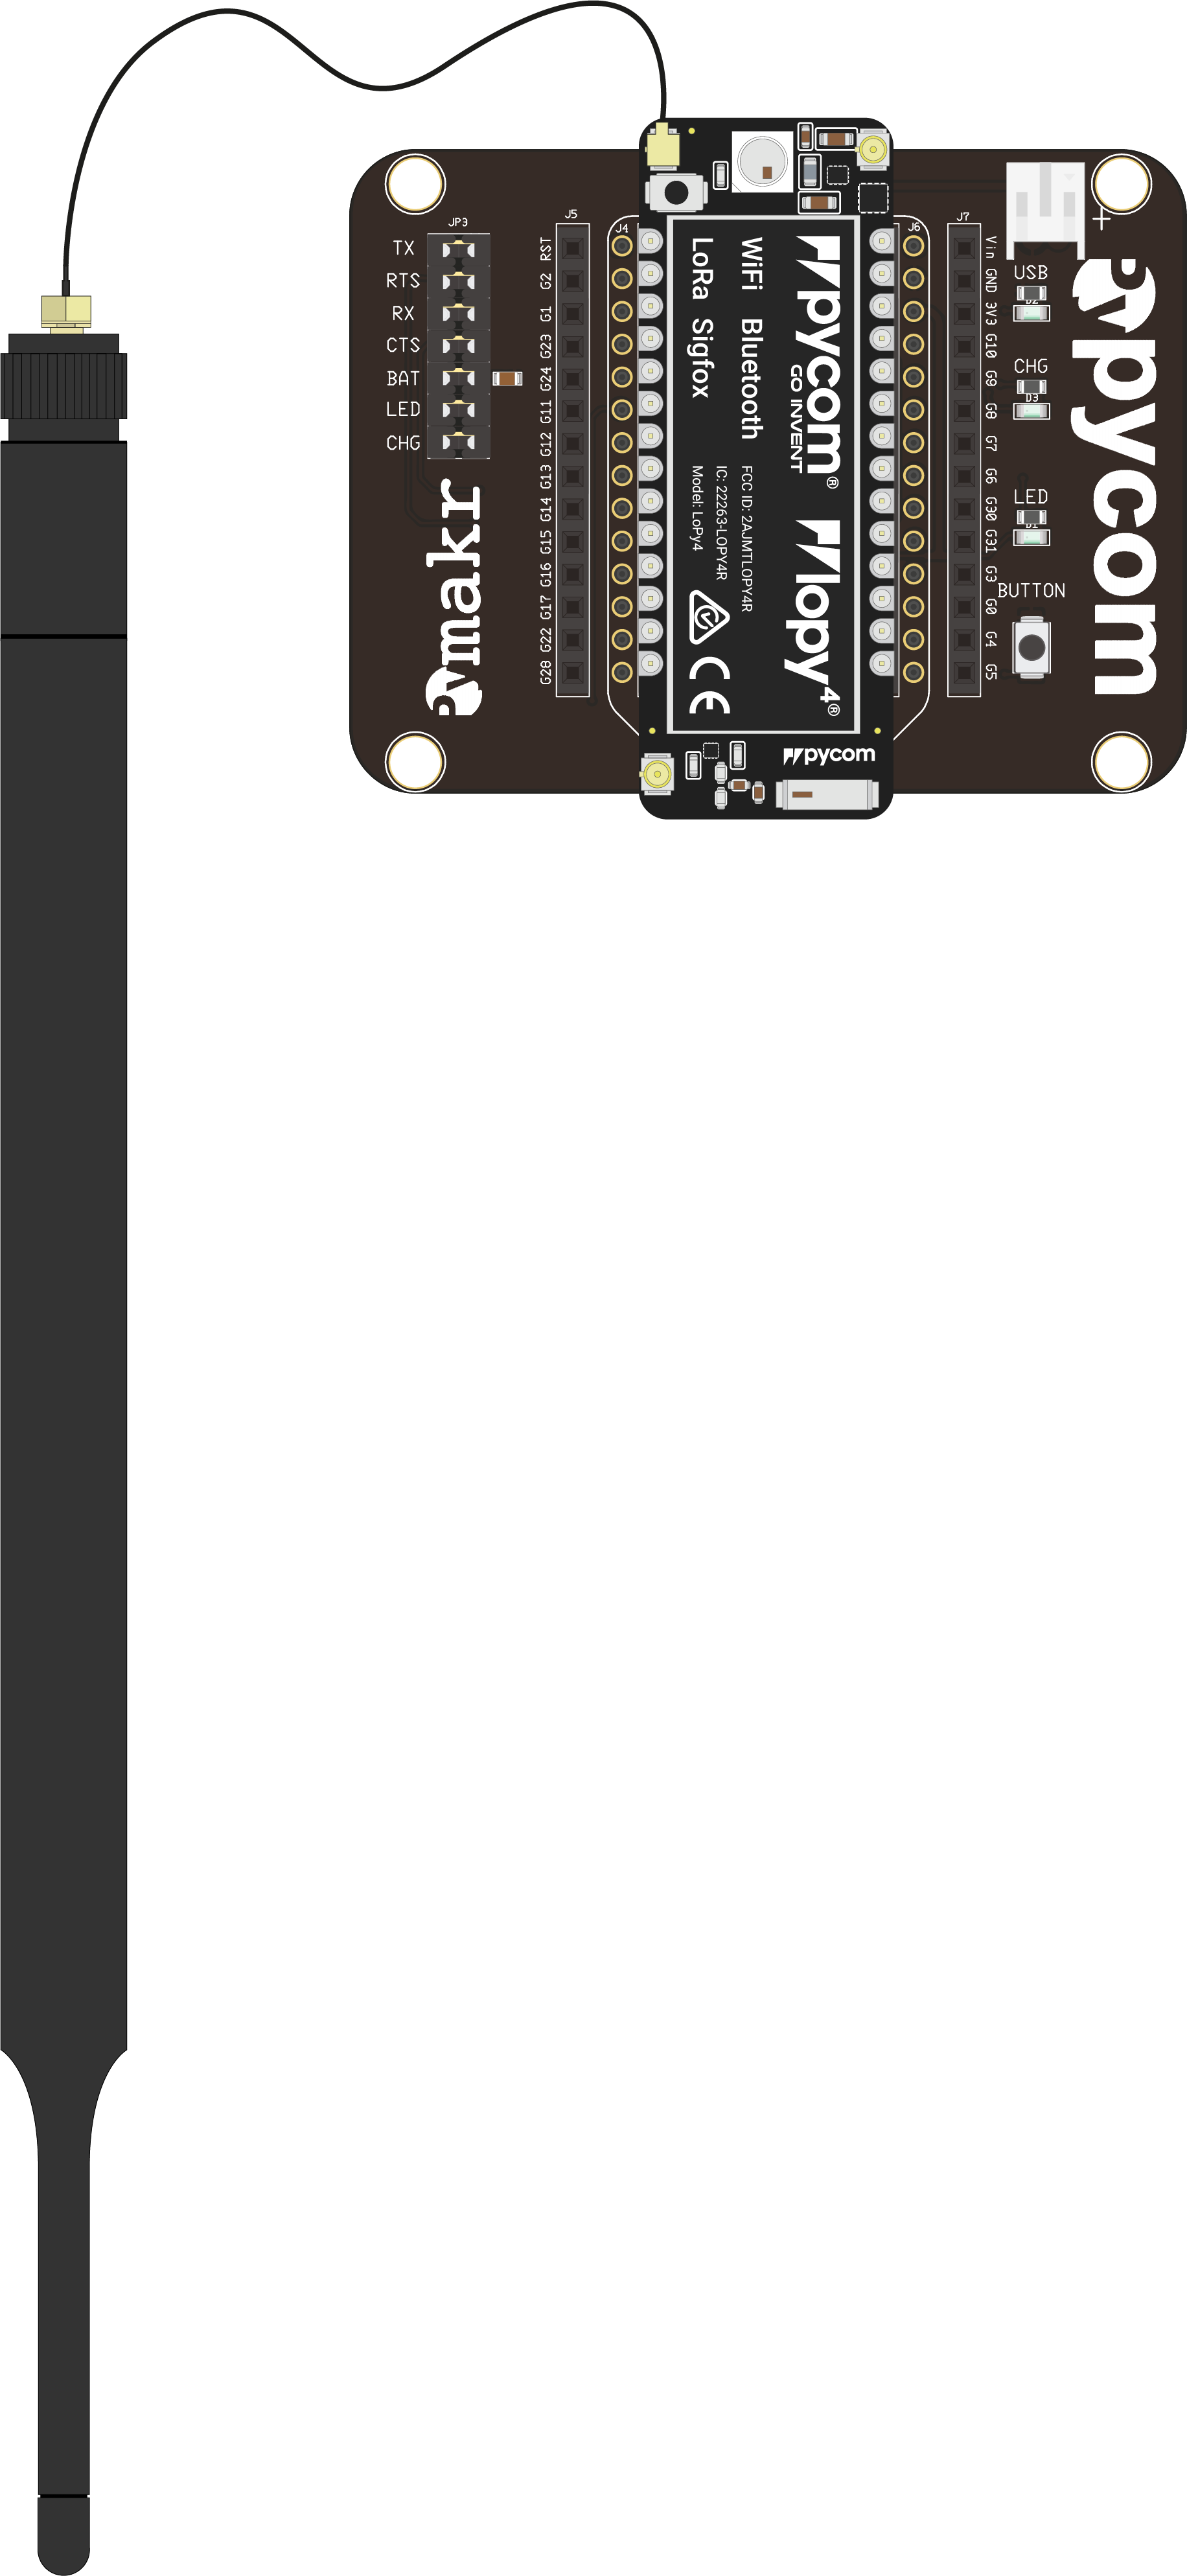 JP3
TX
RTS
RX
CTS
BAT
LED
CHG
Pymakr
J5
RST
G2
G1
G23
G24
G11
G12
G13
G14
G15
G16
G17
G22
G28
J4
pycom®
GO INVENT
lopy4®
WiFi Bluetooth
LoRa Sigfox
FCC ID: 2AJMTLOPY4R
IC: 22263-LOPY4R
Model: LoPy4
CE
pycom
J6
J7
Vin
GND
3V3
G10
G9
G8
G7
G6
G30
G31
G3
G0
G4
G5
+
USB
D2
CHG
D3
LED
D1
BUTTON
pycom